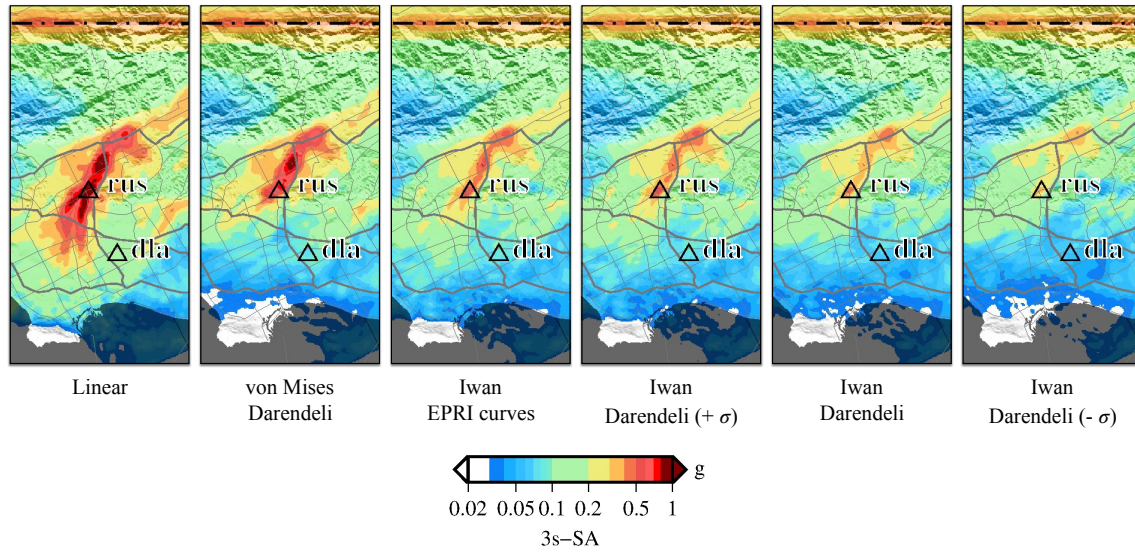 rus
dla
rus
dla
rus
dla
rus
dla
rus
dla
rus
dla
Linear
von Mises
Darendeli
Iwan
EPRI curves
Iwan
Darendeli (+ σ)
Iwan
Darendeli
Iwan
Darendeli (- σ)
g
0.02 0.05 0.1 0.2 0.5 1
3s–SA